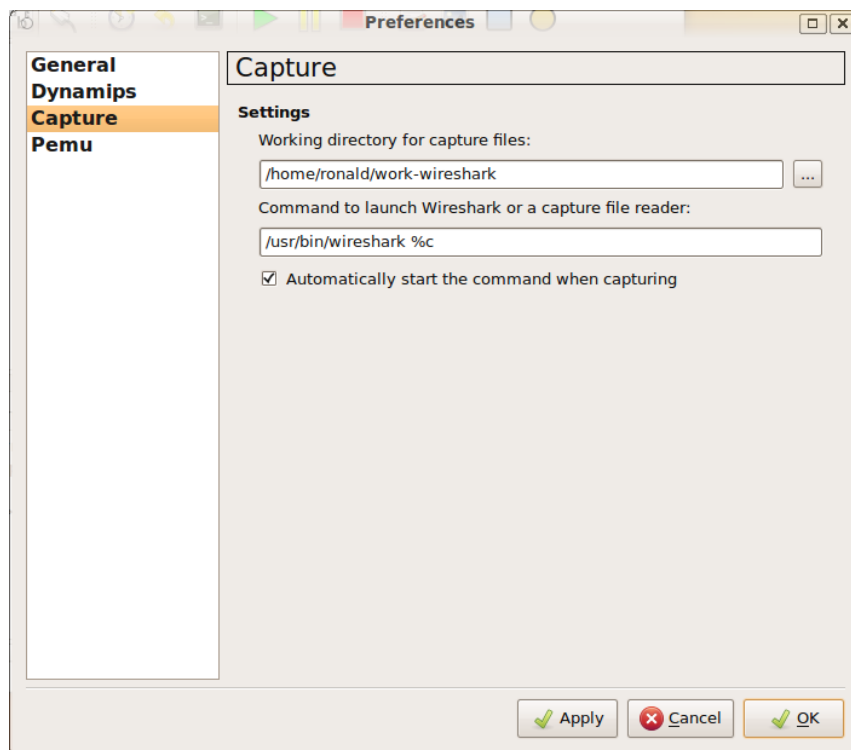 Preferences
General
Dynamips
Capture
Pemu
Capture
Settings
Working directory for capture files:
/home/ronald/work-wireshark
...
Command to launch Wireshark or a capture file reader:
/usr/bin/wireshark %c
Automatically start the command when capturing
Apply
Cancel
OK